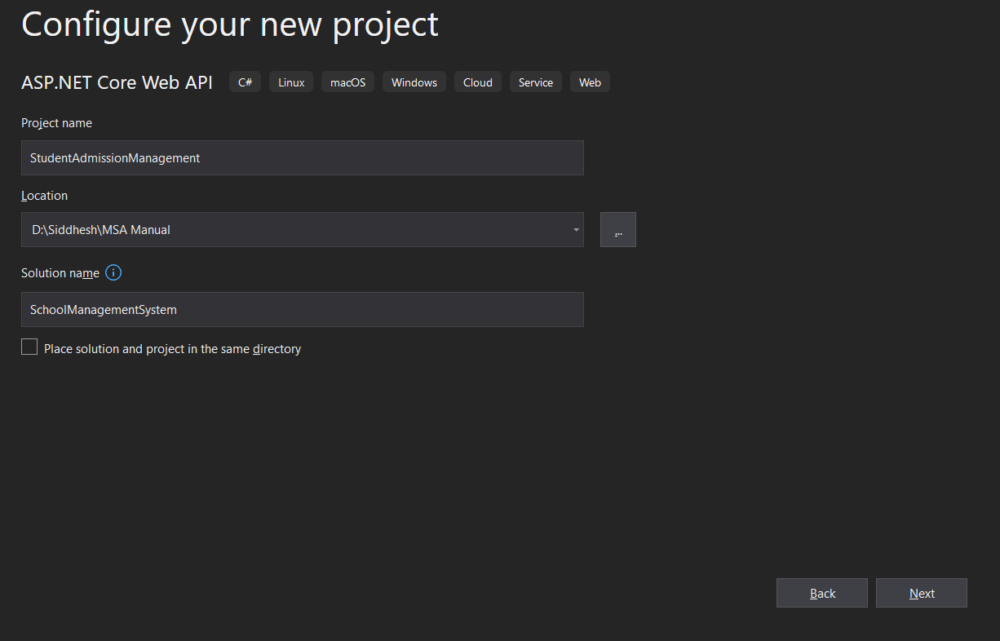 Configure your new project
ASP.NET Core Web API C# Linux macOS Windows Cloud Service Web
Project name
StudentAdmissionManagement
Location
D:\Siddhesh\MSA Manual
...
Solution name
SchoolManagementSystem
Place solution and project in the same directory
Back Next